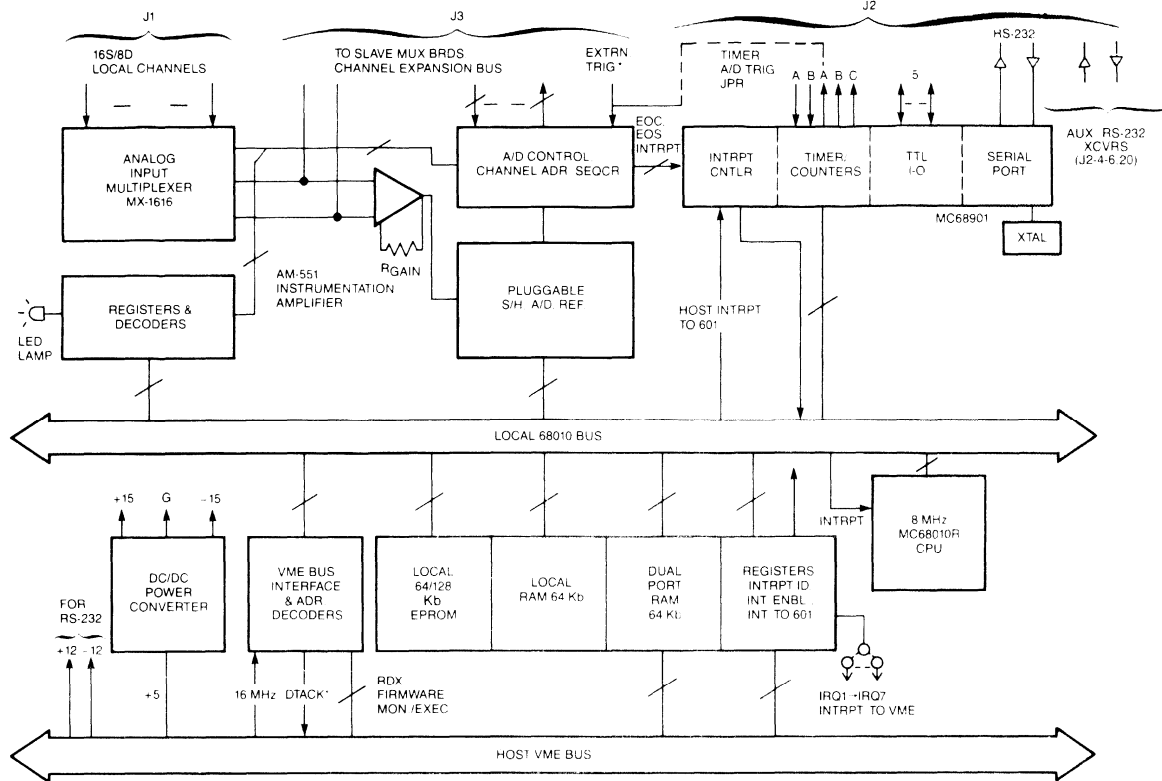 J1
J3
J2
16S/8D
LOCAL CHANNELS
TO SLAVE MUX BRDS
CHANNEL EXPANSION BUS
EXTRN
TRIG*
TIMER
A/D TRIG
JPR
A B A B C
5
HS-232
AUX RS-232
XCVRS
(J2-4-6.20)
ANALOG
INPUT
MULTIPLEXER
MX-1616
A/D CONTROL
CHANNEL ADR SEQCR
EOC.
EOS
INTRPT
INTRPT
CNTLR
TIMER/
COUNTERS
TTL
I-O
SERIAL
PORT
MC68901
XTAL
RGAIN
AM-551
INSTRUMENTATION
AMPLIFIER
REGISTERS &
DECODERS
LED
LAMP
PLUGGABLE
S/H A/D. REF
HOST INTRPT
TO 601
LOCAL 68010 BUS
+15 G -15
DC/DC
POWER
CONVERTER
VME BUS
INTERFACE
& ADR
DECODERS
LOCAL
64/128
Kb
EPROM
LOCAL
RAM 64 Kb
DUAL
PORT
RAM
64 Kb
REGISTERS
INTRPT ID
INT ENBL.
INT TO 601
INTRPT
8 MHz
MC68010R
CPU
FOR
RS-232
+12 -12
+5
16 MHz DTACK*
RDX
FIRMWARE
MON/EXEC
IRQ1→IRQ7
INTRPT TO VME
HOST VME BUS